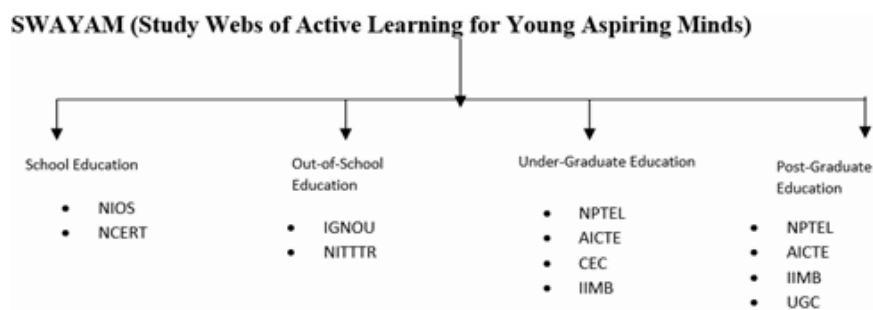 SWAYAM (Study Webs of Active Learning for Young Aspiring Minds)
School Education
• NIOS
• NCERT
Out-of-School
Education
• IGNOU
• NITTTR
Under-Graduate Education
• NPTEL
• AICTE
• CEC
• IIMB
Post-Graduate
Education
• NPTEL
• AICTE
• IIMB
• UGC